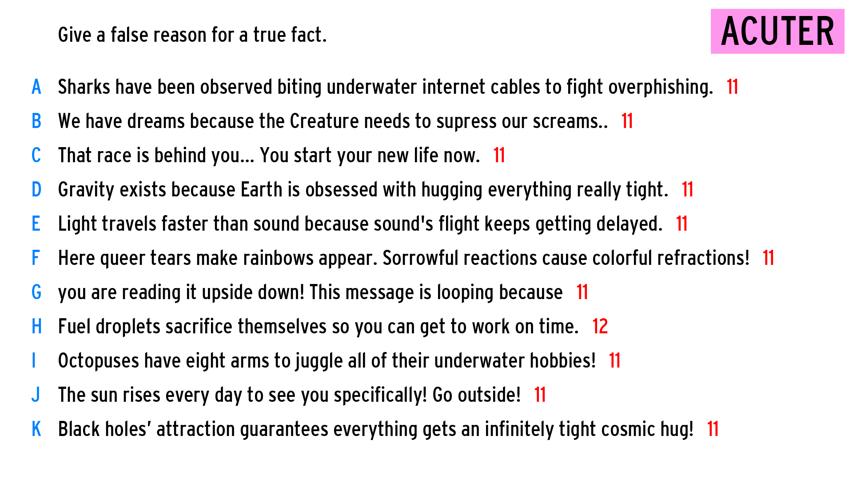 Give a false reason for a true fact.
ACUTER
A Sharks have been observed biting underwater internet cables to fight overphishing. 11
B We have dreams because the Creature needs to supress our screams.. 11
C That race is behind you... You start your new life now. 11
D Gravity exists because Earth is obsessed with hugging everything really tight. 11
E Light travels faster than sound because sound's flight keeps getting delayed. 11
F Here queer tears make rainbows appear. Sorrowful reactions cause colorful refractions! 11
G you are reading it upside down! This message is looping because 11
H Fuel droplets sacrifice themselves so you can get to work on time. 12
I Octopuses have eight arms to juggle all of their underwater hobbies! 11
J The sun rises every day to see you specifically! Go outside! 11
K Black holes’ attraction guarantees everything gets an infinitely tight cosmic hug! 11